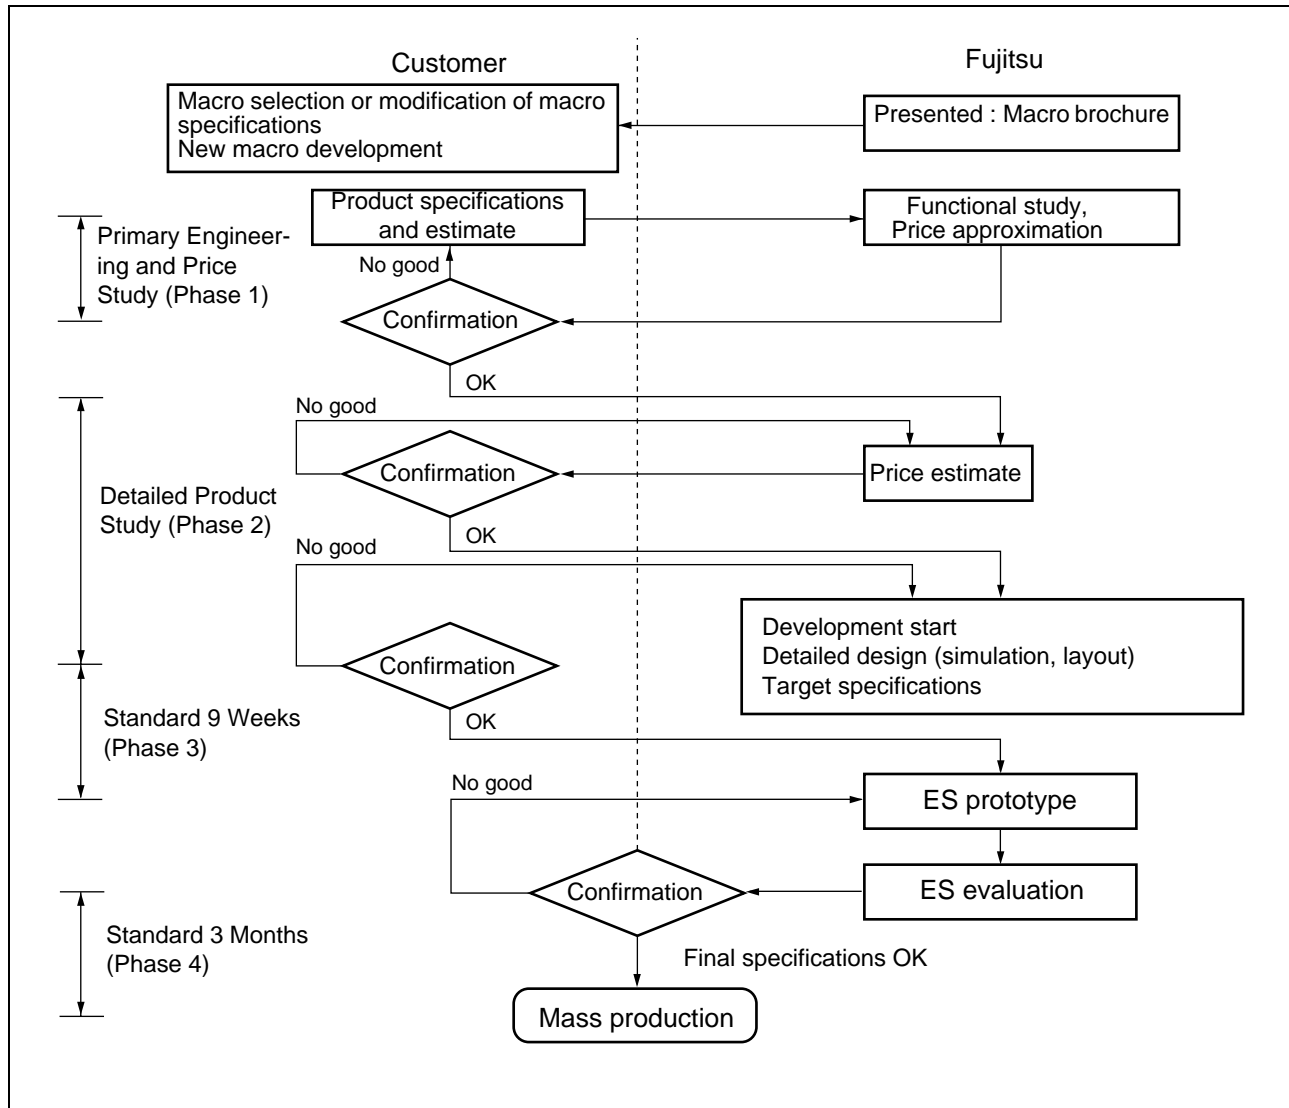 Customer
Fujitsu
Macro selection or modification of macro
specifications
New macro development
Presented : Macro brochure
Product specifications
and estimate
Functional study,
Price approximation
Primary Engineer-
ing and Price
Study (Phase 1)
No good
Confirmation
OK
No good
Confirmation
Price estimate
Detailed Product
Study (Phase 2)
OK
No good
Development start
Detailed design (simulation, layout)
Target specifications
Confirmation
Standard 9 Weeks
(Phase 3)
OK
No good
ES prototype
Confirmation
ES evaluation
Standard 3 Months
(Phase 4)
Final specifications OK
Mass production